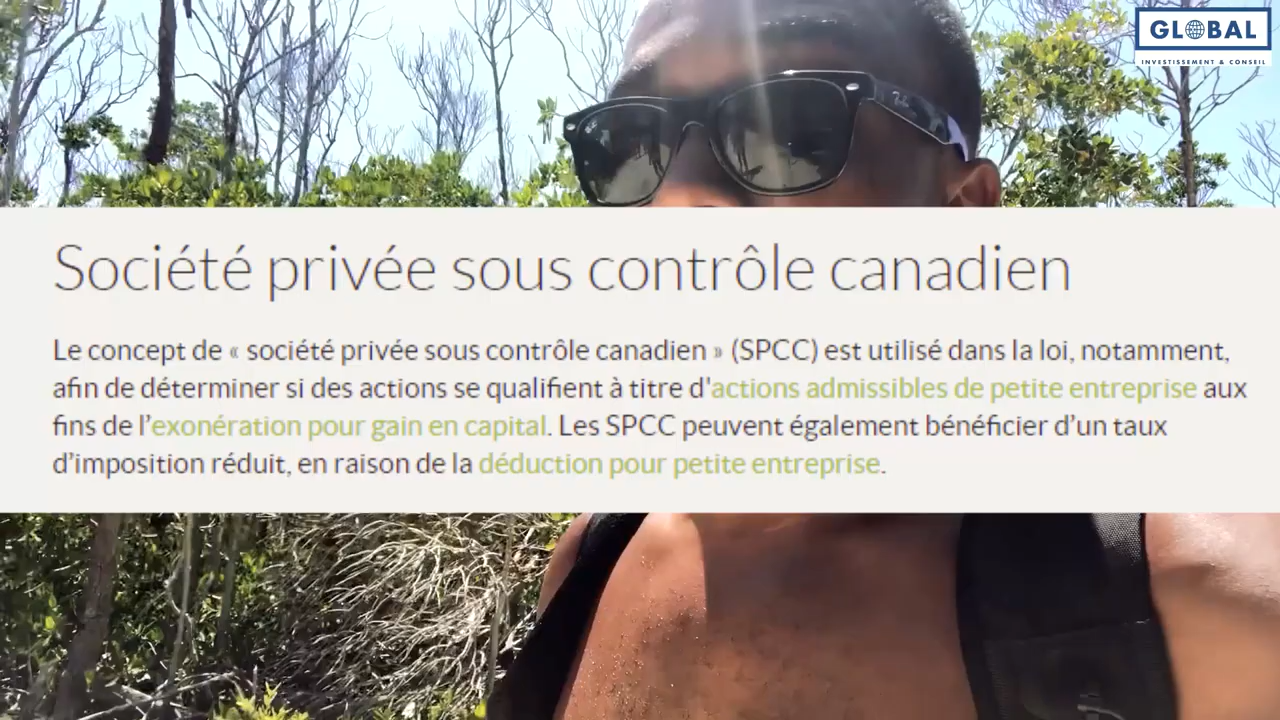 GLOBAL
INVESTISSEMENT & CONSEIL
Ray-Ban
Société privée sous contrôle canadien
Le concept de « société privée sous contrôle canadien » (SPCC) est utilisé dans la loi, notamment,
afin de déterminer si des actions se qualifient à titre d'actions admissibles de petite entreprise aux
fins de l’exonération pour gain en capital. Les SPCC peuvent également bénéficier d’un taux
d’imposition réduit, en raison de la déduction pour petite entreprise.